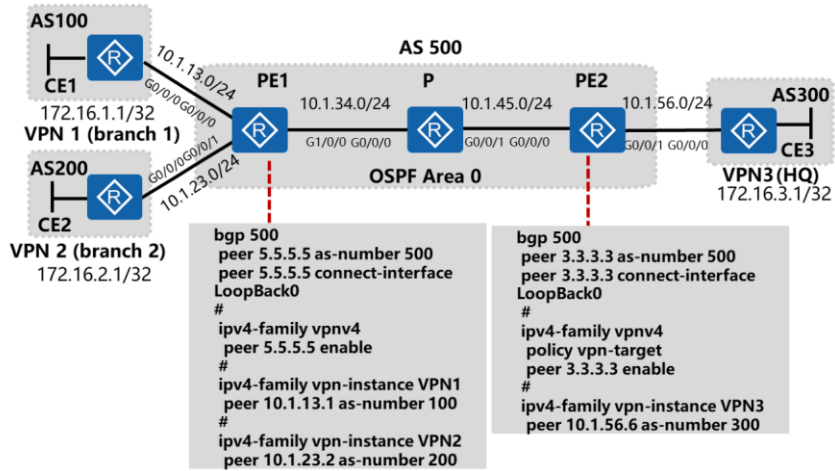 AS100
CE1
172.16.1.1/32
VPN 1 (branch 1)
10.1.13.0/24
G0/0/0G0/0/0
AS200
CE2
VPN 2 (branch 2)
172.16.2.1/32
G0/0/0G0/0/1
10.1.23.0/24
AS 500
PE1
P
PE2
10.1.34.0/24
10.1.45.0/24
10.1.56.0/24
G1/0/0 G0/0/0
G0/0/1 G0/0/0
G0/0/1 G0/0/0
OSPF Area 0
AS300
CE3
VPN3 (HQ)
172.16.3.1/32
R
R
R
R
R
R
bgp 500
peer 5.5.5.5 as-number 500
peer 5.5.5.5 connect-interface
LoopBack0
#
ipv4-family vpnv4
peer 5.5.5.5 enable
#
ipv4-family vpn-instance VPN1
peer 10.1.13.1 as-number 100
#
ipv4-family vpn-instance VPN2
peer 10.1.23.2 as-number 200
bgp 500
peer 3.3.3.3 as-number 500
peer 3.3.3.3 connect-interface
LoopBack0
#
ipv4-family vpnv4
policy vpn-target
peer 3.3.3.3 enable
#
ipv4-family vpn-instance VPN3
peer 10.1.56.6 as-number 300